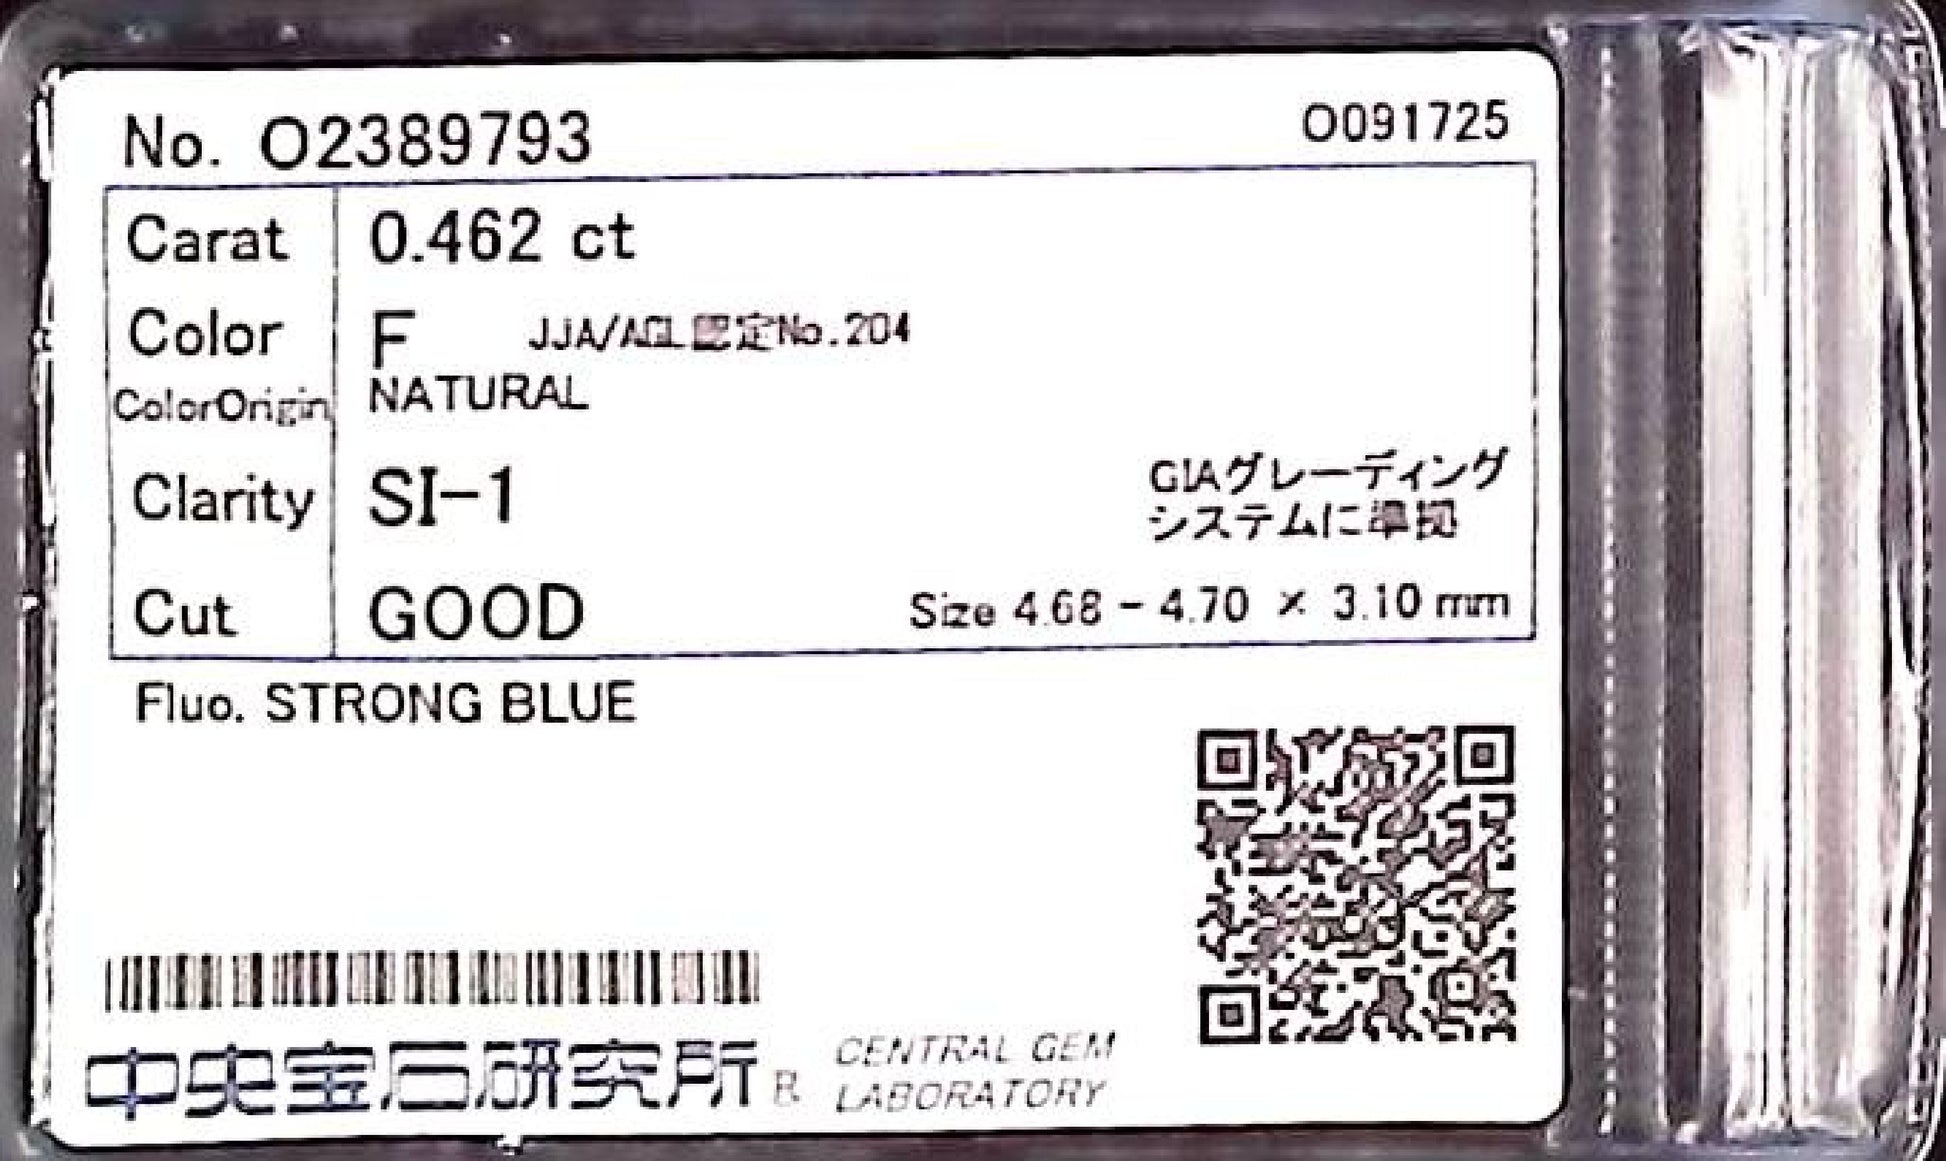 No. O2389793
O091725
Carat 0.462 ct
Color F JJA/AGL認定No.204
ColorOrigin NATURAL
Clarity SI-1
GIAグレーディング
システムに準拠
Cut GOOD
Size 4.68 - 4.70 × 3.10 mm
Fluo. STRONG BLUE
中央宝石研究所 R
CENTRAL GEM
LABORATORY